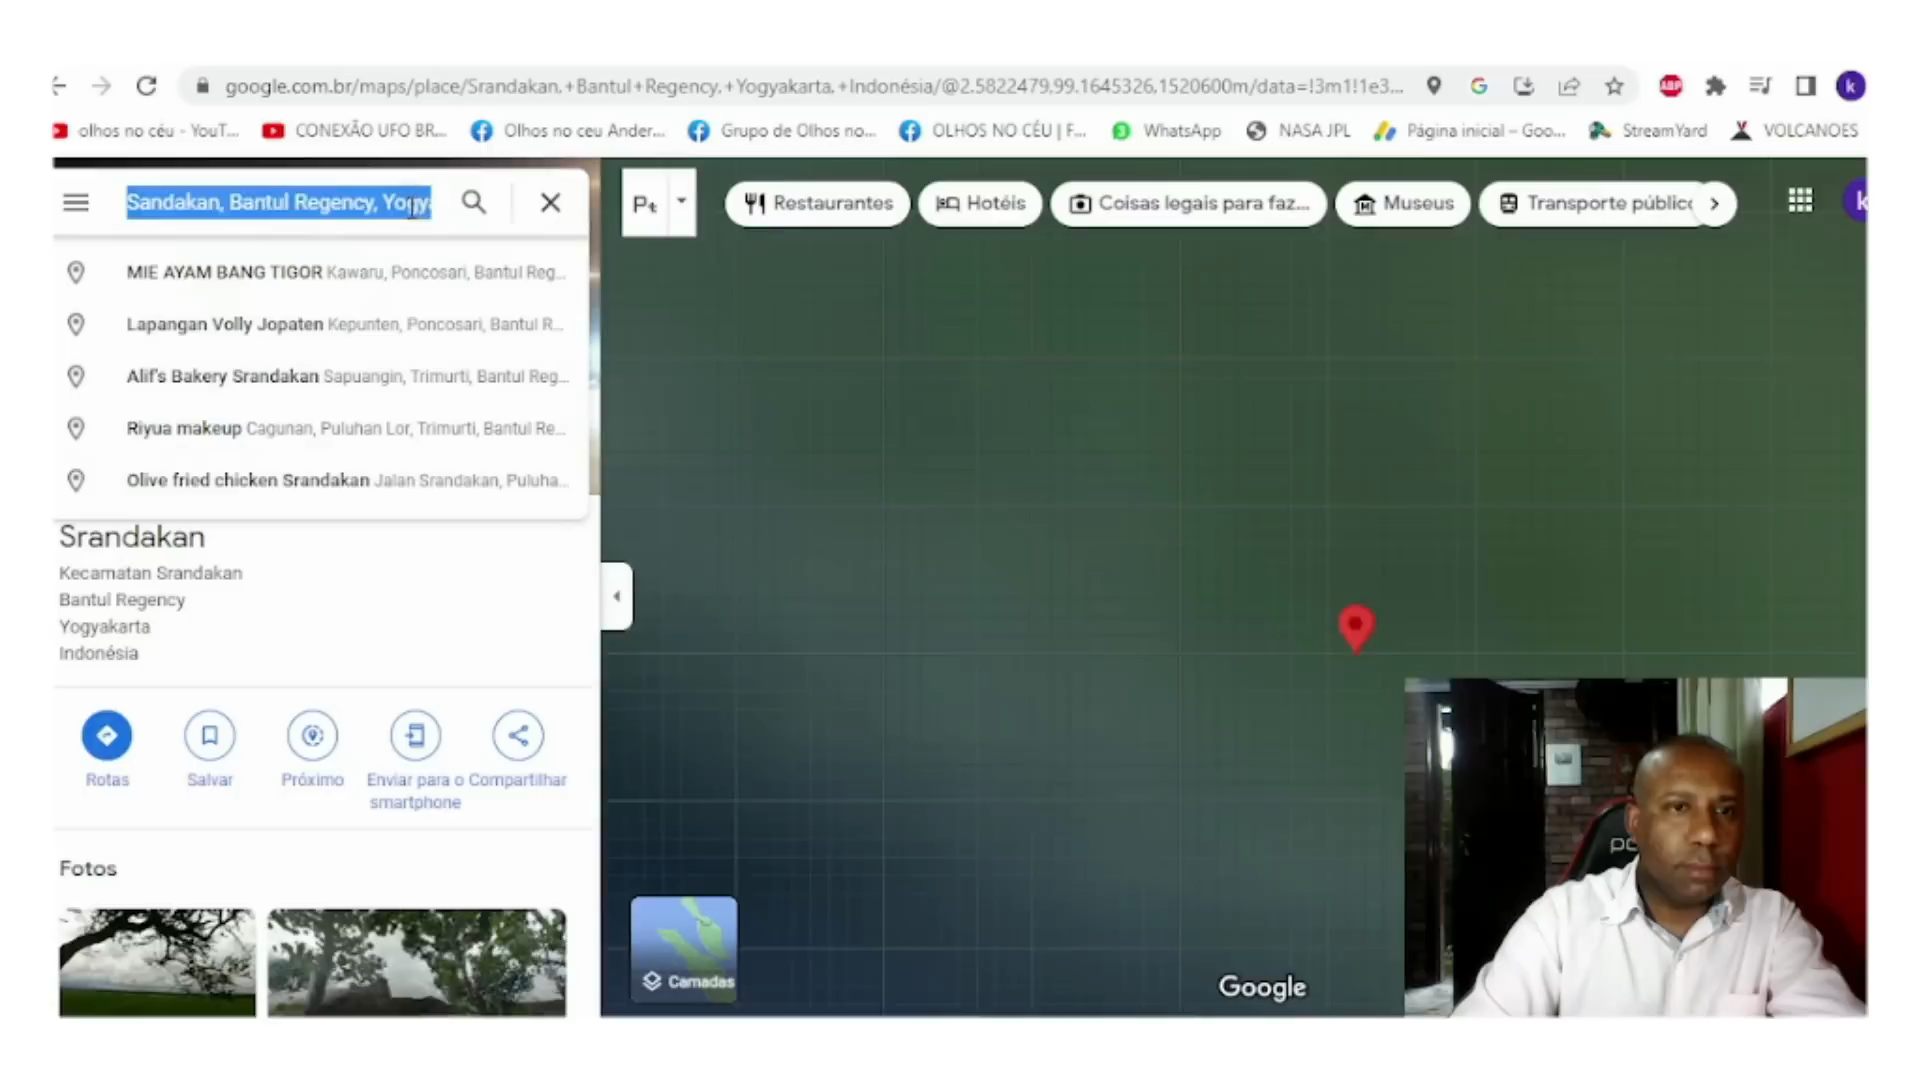 google.com.br/maps/place/Srandakan,+Bantul+Regency,+Yogyakarta,+Indonésia/@2.5822479,99.1645326,1520600m/data=!3m1!1e3...
ABP
k
olhos no céu - YouT...
CONEXÃO UFO BR...
Olhos no ceu Ander...
Grupo de Olhos no...
OLHOS NO CÉU | F...
WhatsApp
NASA JPL
Página inicial – Goo...
StreamYard
VOLCANOES
Sandakan, Bantul Regency, Yogy
Restaurantes
Hotéis
Coisas legais para faz...
Museus
Transporte públic
k
MIE AYAM BANG TIGOR Kawaru, Poncosari, Bantul Reg...
Lapangan Volly Jopaten Kepunten, Poncosari, Bantul R...
Alif's Bakery Srandakan Sapuangin, Trimurti, Bantul Reg...
Riyua makeup Cagunan, Puluhan Lor, Trimurti, Bantul Re...
Olive fried chicken Srandakan Jalan Srandakan, Puluha...
Srandakan
Kecamatan Srandakan
Bantul Regency
Yogyakarta
Indonésia
Rotas
Salvar
Próximo
Enviar para o smartphone
Compartilhar
Fotos
Camadas
Google